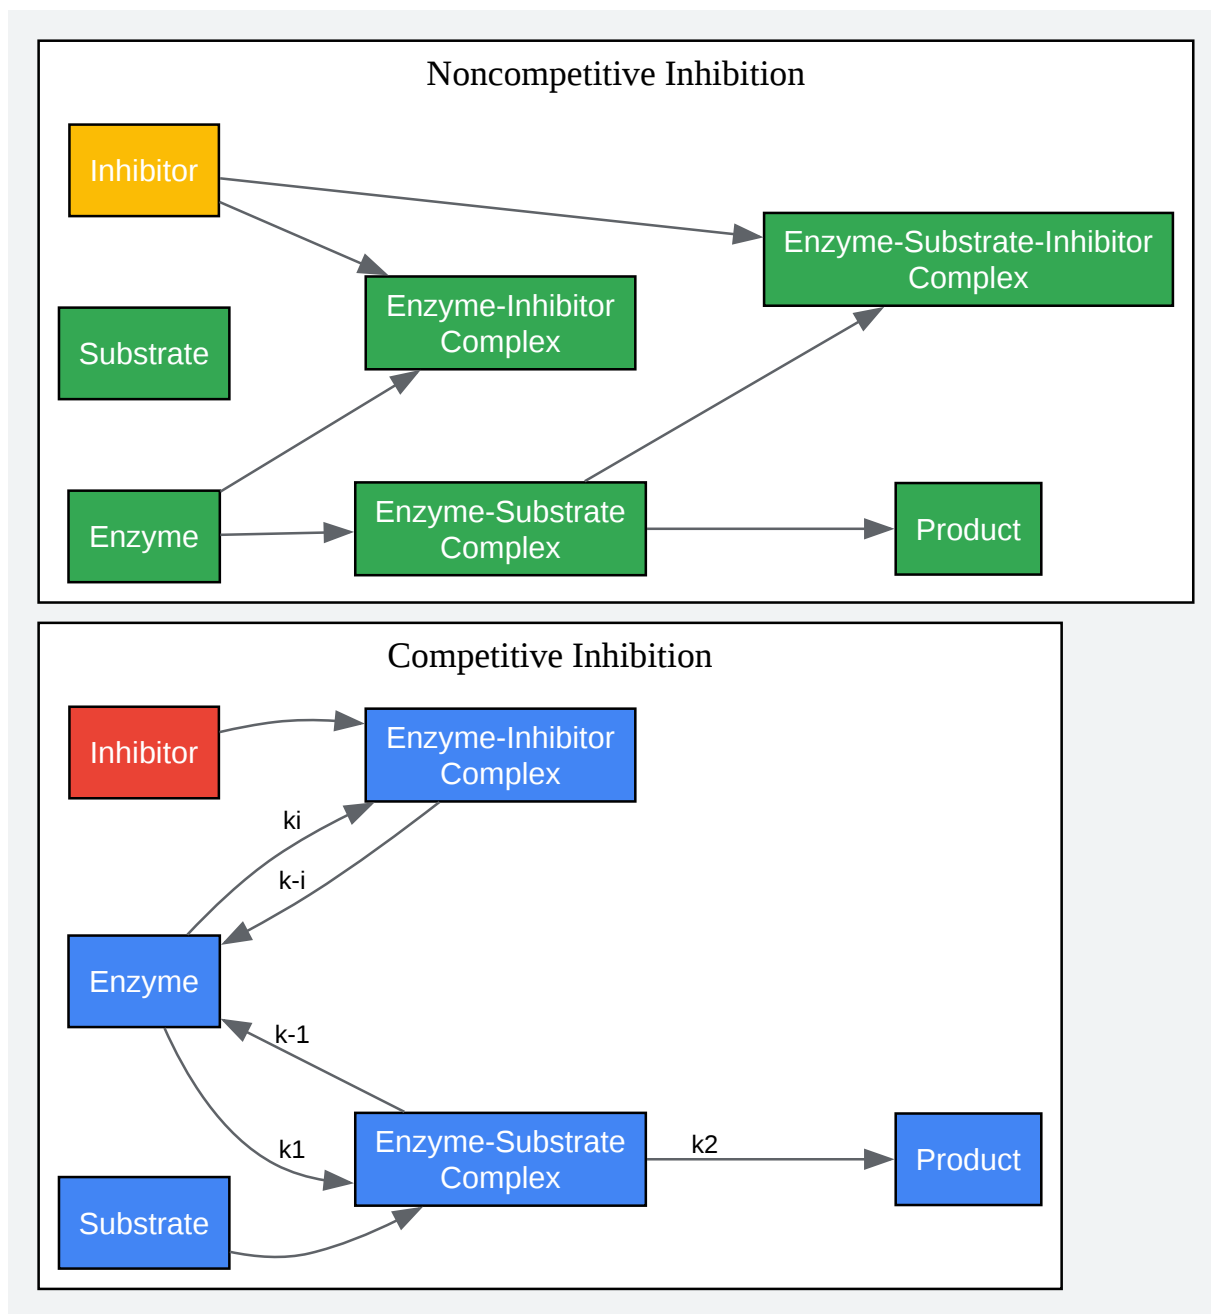 Noncompetitive Inhibition
Inhibitor
Enzyme-Substrate-Inhibitor
Complex
Enzyme-Inhibitor
Complex
Substrate
Enzyme
Enzyme-Substrate
Complex
Product
Competitive Inhibition
Inhibitor
Enzyme-Inhibitor
Complex
ki
k-i
Enzyme
k-1
k1
Enzyme-Substrate
Complex
k2
Product
Substrate